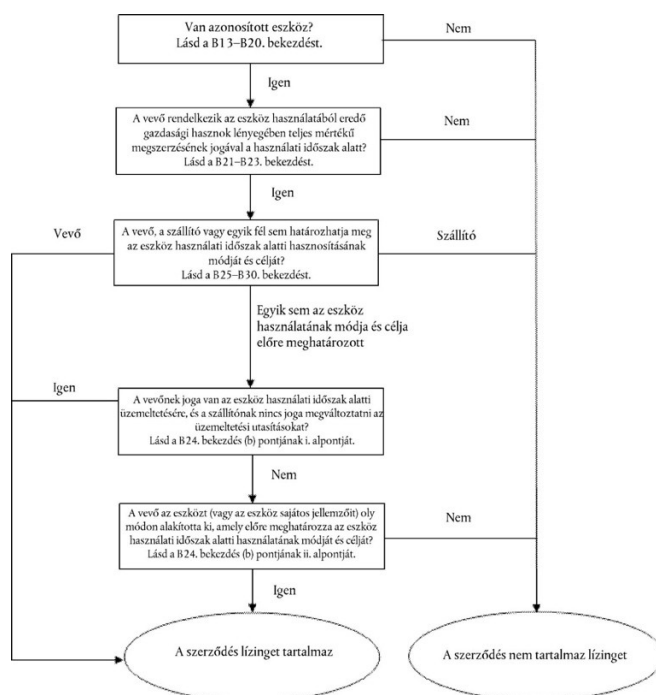 Van azonosított eszköz?
Lásd a B13–B20. bekezdést.
Nem
Igen
A vevő rendelkezik az eszköz használatából eredő
gazdasági hasznok lényegében teljes mértékű
megszerzésének jogával a használati időszak alatt?
Lásd a B21–B23. bekezdést.
Nem
Igen
Vevő
A vevő, a szállító vagy egyik fél sem határozhatja meg
az eszköz használati időszak alatti hasznosításának
módját és célját?
Lásd a B25–B30. bekezdést.
Szállító
Egyik sem az eszköz
használatának módja és célja
előre meghatározott
Igen
A vevőnek joga van az eszköz használati időszak alatti
üzemeltetésére, és a szállítónak nincs joga megváltoztatni az
üzemeltetési utasításokat?
Lásd a B24. bekezdés (b) pontjának i. alpontját.
Nem
A vevő az eszközt (vagy az eszköz sajátos jellemzőit) oly
módon alakította ki, amely előre meghatározza az eszköz
használati időszak alatti használatának módját és célját?
Lásd a B24. bekezdés (b) pontjának ii. alpontját.
Nem
Igen
A szerződés lízinget tartalmaz
A szerződés nem tartalmaz lízinget